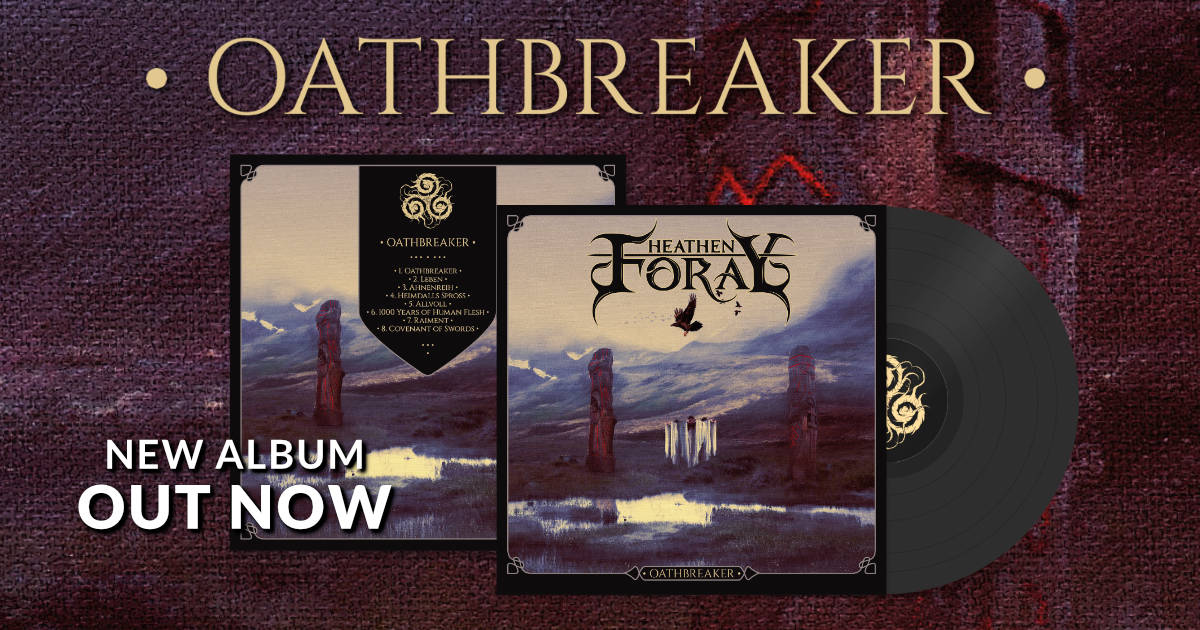 • OATHBREAKER •
• OATHBREAKER •
• 1. OATHBREAKER •
• 2. LEBEN •
• 3. AHNENREIH •
• 4. HEIMDALLS SPROSS •
• 5. ALLVOLL •
• 6. 1000 YEARS OF HUMAN FLESH •
• 7. RAIMENT •
• 8. COVENANT OF SWORDS •
HEATHEN
FORAY
• OATHBREAKER •
NEW ALBUM
OUT NOW